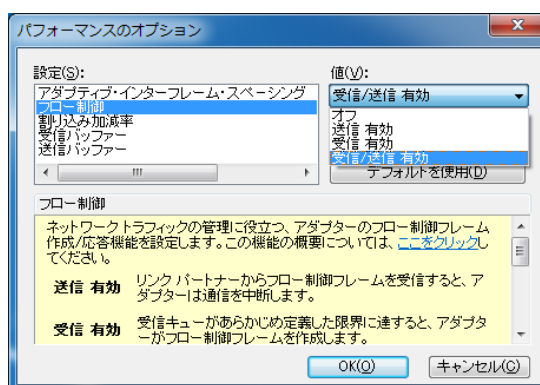 パフォーマンスのオプション
設定(S):
値(V):
アダプティブ・インターフレーム・スペーシング
フロー制御
割り込み加減率
受信バッファー
送信バッファー
受信/送信 有効
オフ
送信 有効
受信 有効
受信/送信 有効
デフォルトを使用(D)
フロー制御
ネットワークトラフィックの管理に役立つ、アダプターのフロー制御フレーム
作成/応答機能を設定します。この機能の概要については、ここをクリックし
てください。
送信 有効
リンク パートナーからフロー制御フレームを受信すると、ア
ダプターは通信を中断します。
受信 有効
受信キューがあらかじめ定義した限界に達すると、アダプタ
ーがフロー制御フレームを作成します。
OK(O)
キャンセル(C)